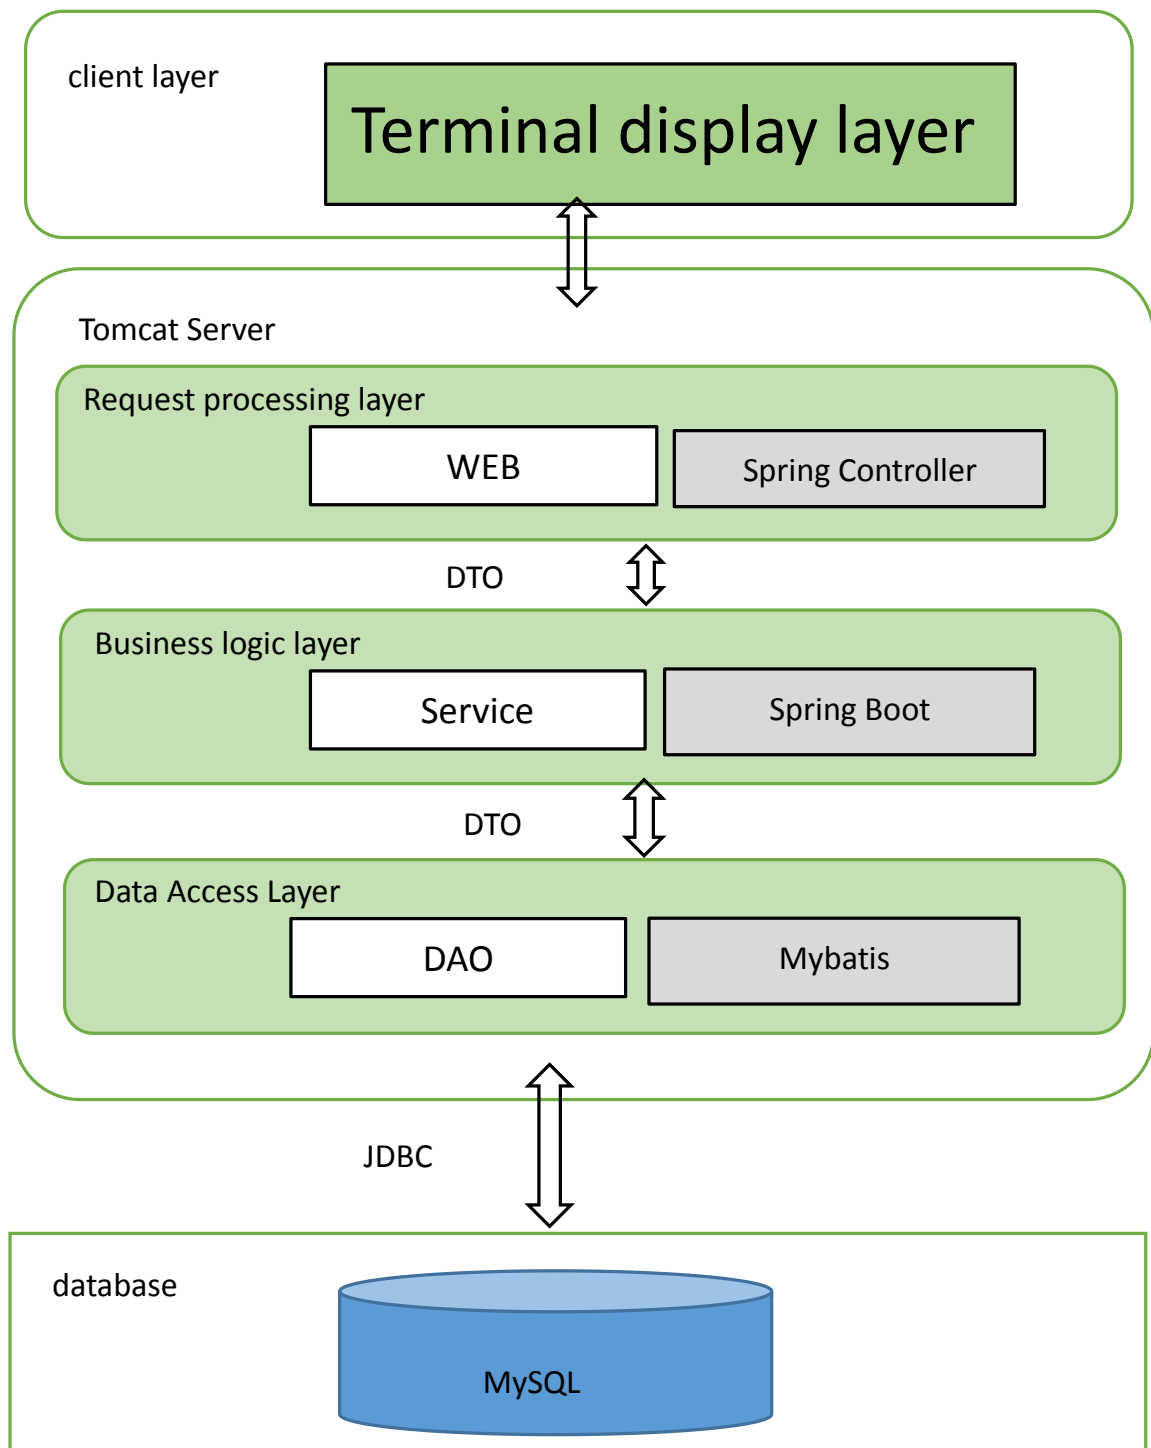 client layer
Terminal display layer
Tomcat Server
Request processing layer
WEB
Spring Controller
DTO
Business logic layer
Service
Spring Boot
DTO
Data Access Layer
DAO
Mybatis
JDBC
database
MySQL